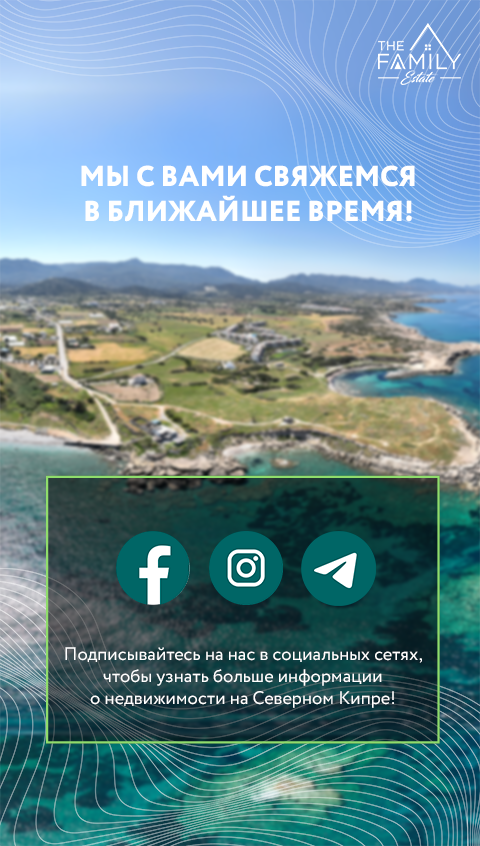 THE
FAMILY
Estate
МЫ С ВАМИ СВЯЖЕМСЯ
В БЛИЖАЙШЕЕ ВРЕМЯ!
Подписывайтесь на нас в социальных сетях,
чтобы узнать больше информации
о недвижимости на Северном Кипре!